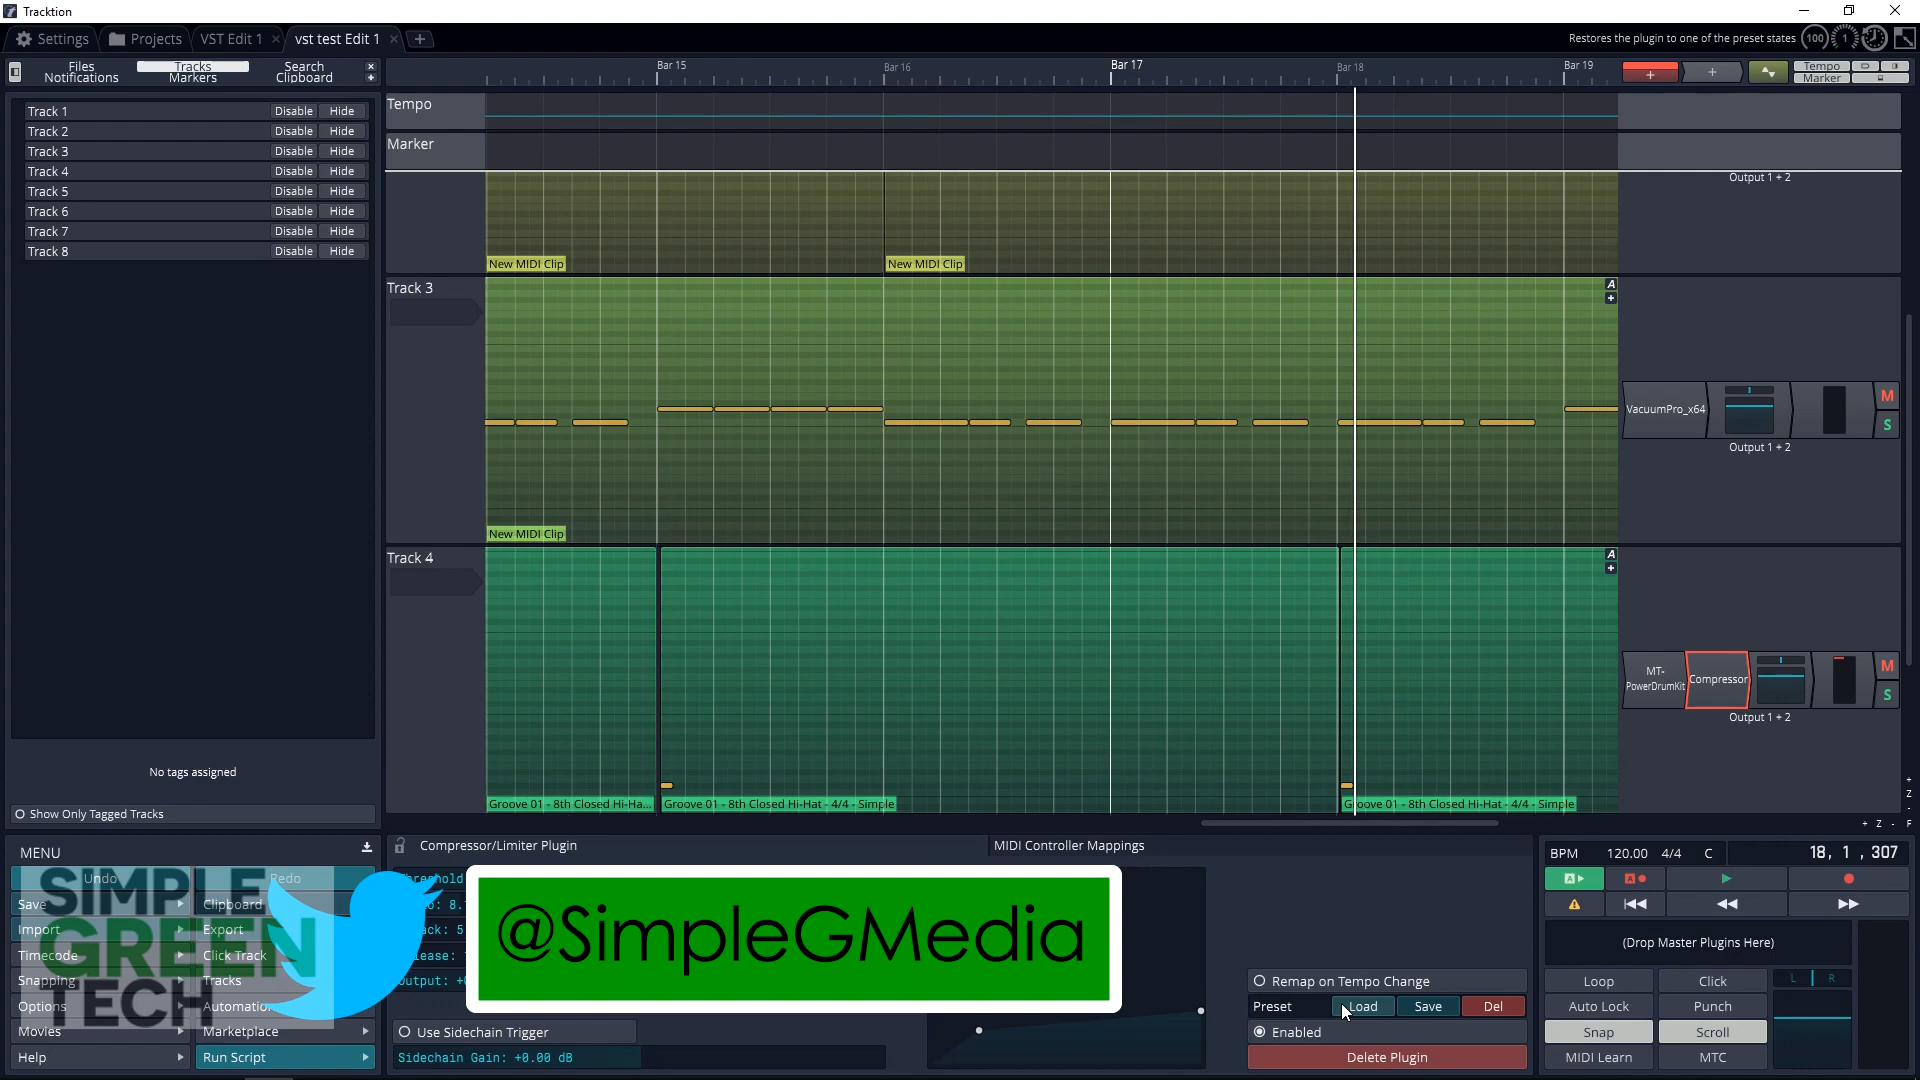 Tracktion
Settings
Projects
VST Edit 1
vst test Edit 1
Restores the plugin to one of the preset states
100
1
Files
Tracks
Search
Notifications
Markers
Clipboard
Bar 15
Bar 16
Bar 17
Bar 18
Bar 19
Tempo
Marker
Track 1 Disable Hide
Track 2 Disable Hide
Track 3 Disable Hide
Track 4 Disable Hide
Track 5 Disable Hide
Track 6 Disable Hide
Track 7 Disable Hide
Track 8 Disable Hide
Tempo
Marker
Output 1 + 2
New MIDI Clip
New MIDI Clip
Track 3
A
VacuumPro_x64
M
S
Output 1 + 2
New MIDI Clip
Track 4
A
MT-
PowerDrumKit
Compressor
M
S
Output 1 + 2
Groove 01 - 8th Closed Hi-Ha...
Groove 01 - 8th Closed Hi-Hat - 4/4 - Simple
Groove 01 - 8th Closed Hi-Hat - 4/4 - Simple
No tags assigned
Show Only Tagged Tracks
+ Z - F
MENU
Undo
Redo
Save
Clipboard
Import
Export
Timecode
Click Track
Snapping
Tracks
Options
Automation
Movies
Marketplace
Help
Run Script
SIMPLE
GREEN
TECH
@SimpleGMedia
Compressor/Limiter Plugin
MIDI Controller Mappings
Threshold
Use Sidechain Trigger
Sidechain Gain: +0.00 dB
Remap on Tempo Change
Preset Load Save Del
Enabled
Delete Plugin
BPM 120.00 4/4 C 18, 1 , 307
(Drop Master Plugins Here)
Loop
Click
L R
Auto Lock
Punch
Snap
Scroll
MIDI Learn
MTC